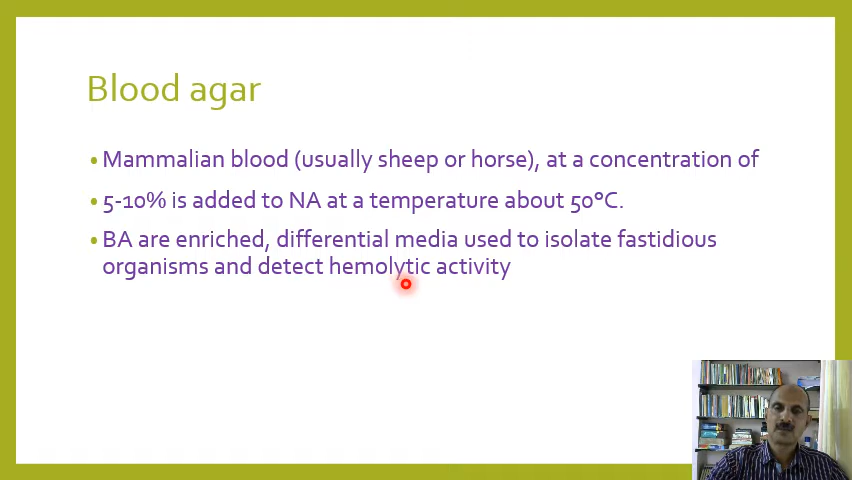 Blood agar
• Mammalian blood (usually sheep or horse), at a concentration of
• 5-10% is added to NA at a temperature about 50°C.
• BA are enriched, differential media used to isolate fastidious
organisms and detect hemolytic activity